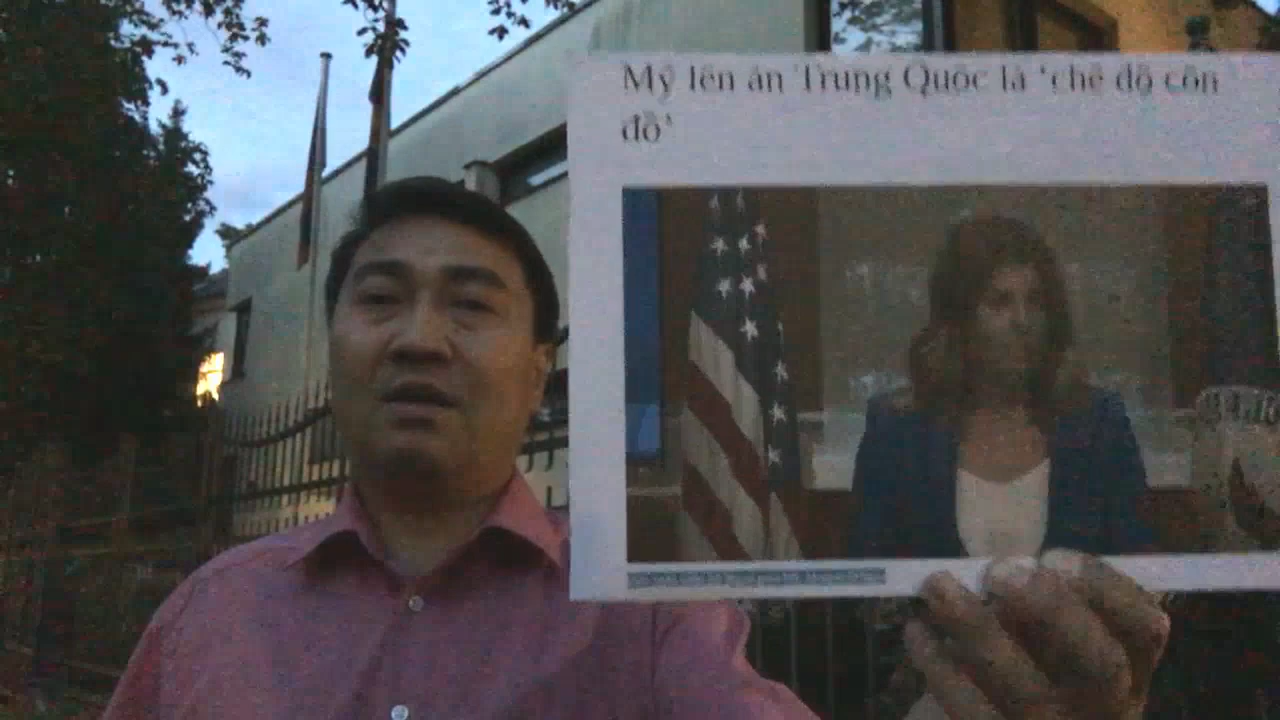 Mỹ lên án Trung Quốc là ‘chế độ côn
đồ‘